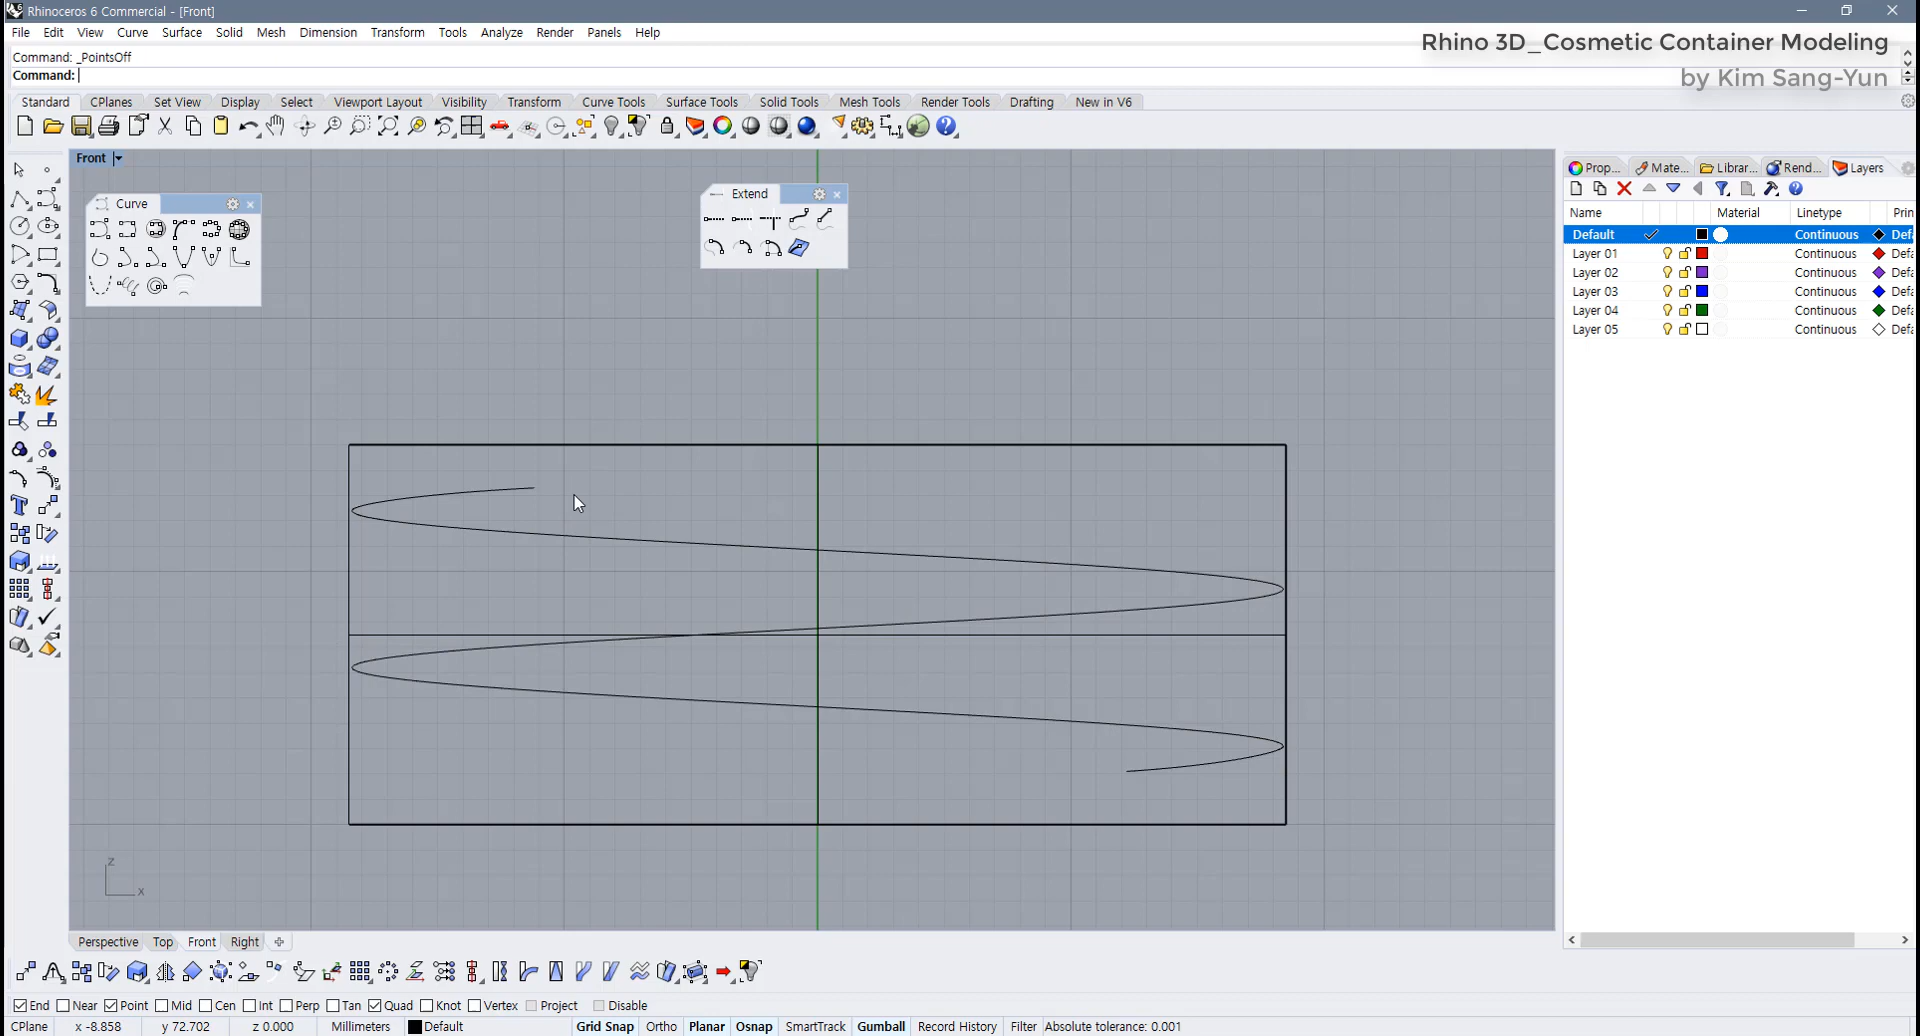 Rhinoceros 6 Commercial - [Front]
File Edit View Curve Surface Solid Mesh Dimension Transform Tools Analyze Render Panels Help
Rhino 3D_Cosmetic Container Modeling
by Kim Sang-Yun
Command: _PointsOff
Command:
Standard CPlanes Set View Display Select Viewport Layout Visibility Transform Curve Tools Surface Tools Solid Tools Mesh Tools Render Tools Drafting New in V6
Front
Curve
Extend
Prop... Mate... Librar... Rend... Layers
Name Material Linetype Prin
Default Continuous Defa
Layer 01 Continuous Defa
Layer 02 Continuous Defa
Layer 03 Continuous Defa
Layer 04 Continuous Defa
Layer 05 Continuous Defa
z
x
Perspective Top Front Right
End Near Point Mid Cen Int Perp Tan Quad Knot Vertex Project Disable
CPlane x -8.858 y 72.702 z 0.000 Millimeters Default Grid Snap Ortho Planar Osnap SmartTrack Gumball Record History Filter Absolute tolerance: 0.001